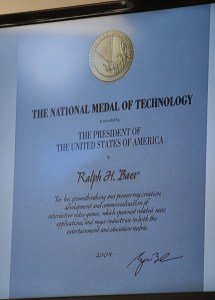 THE NATIONAL MEDAL OF TECHNOLOGY
is awarded by
THE PRESIDENT OF
THE UNITED STATES OF AMERICA
to
Ralph H. Baer
For his groundbreaking and pioneering creation,
development and commercialization of
interactive video games, which spawned related uses,
applications, and mega-industries in both the
entertainment and education realms.
2004